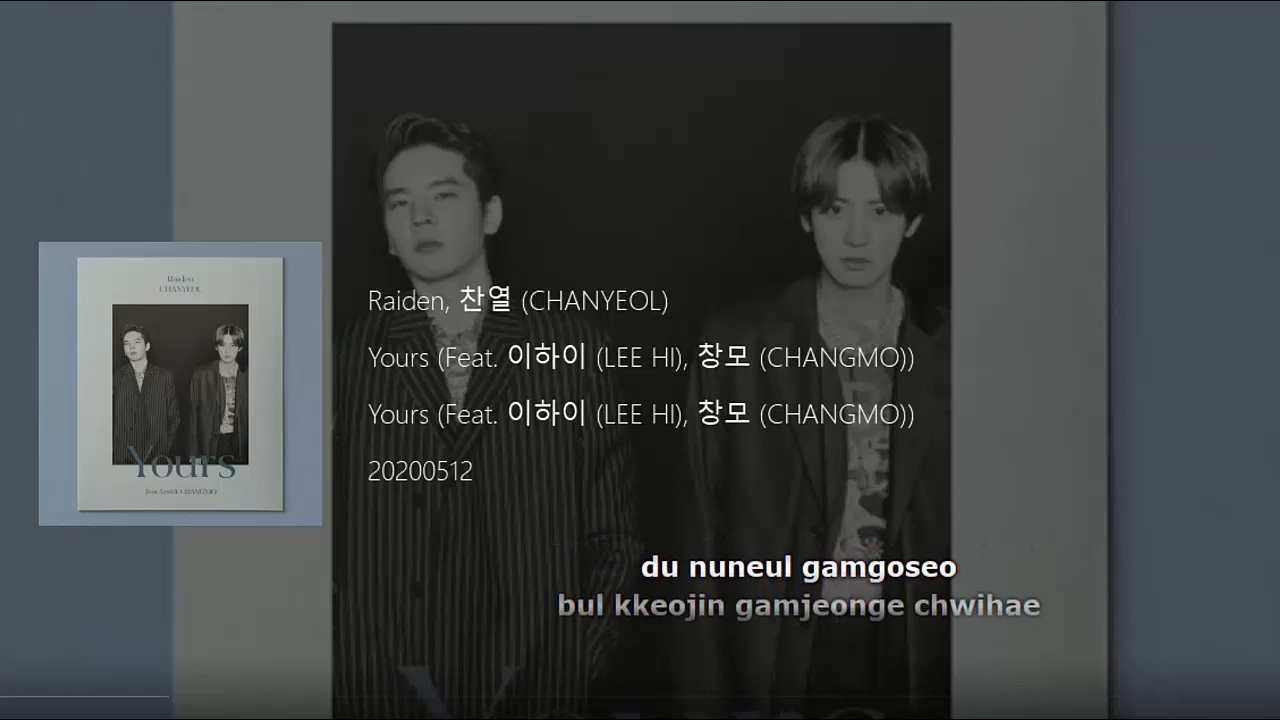 Raiden
CHANYEOL
Yours
Raiden, 찬열 (CHANYEOL)
Yours (Feat. 이하이 (LEE HI), 창모 (CHANGMO))
Yours (Feat. 이하이 (LEE HI), 창모 (CHANGMO))
20200512
du nuneul gamgoseo
bul kkeojin gamjeonge chwihae